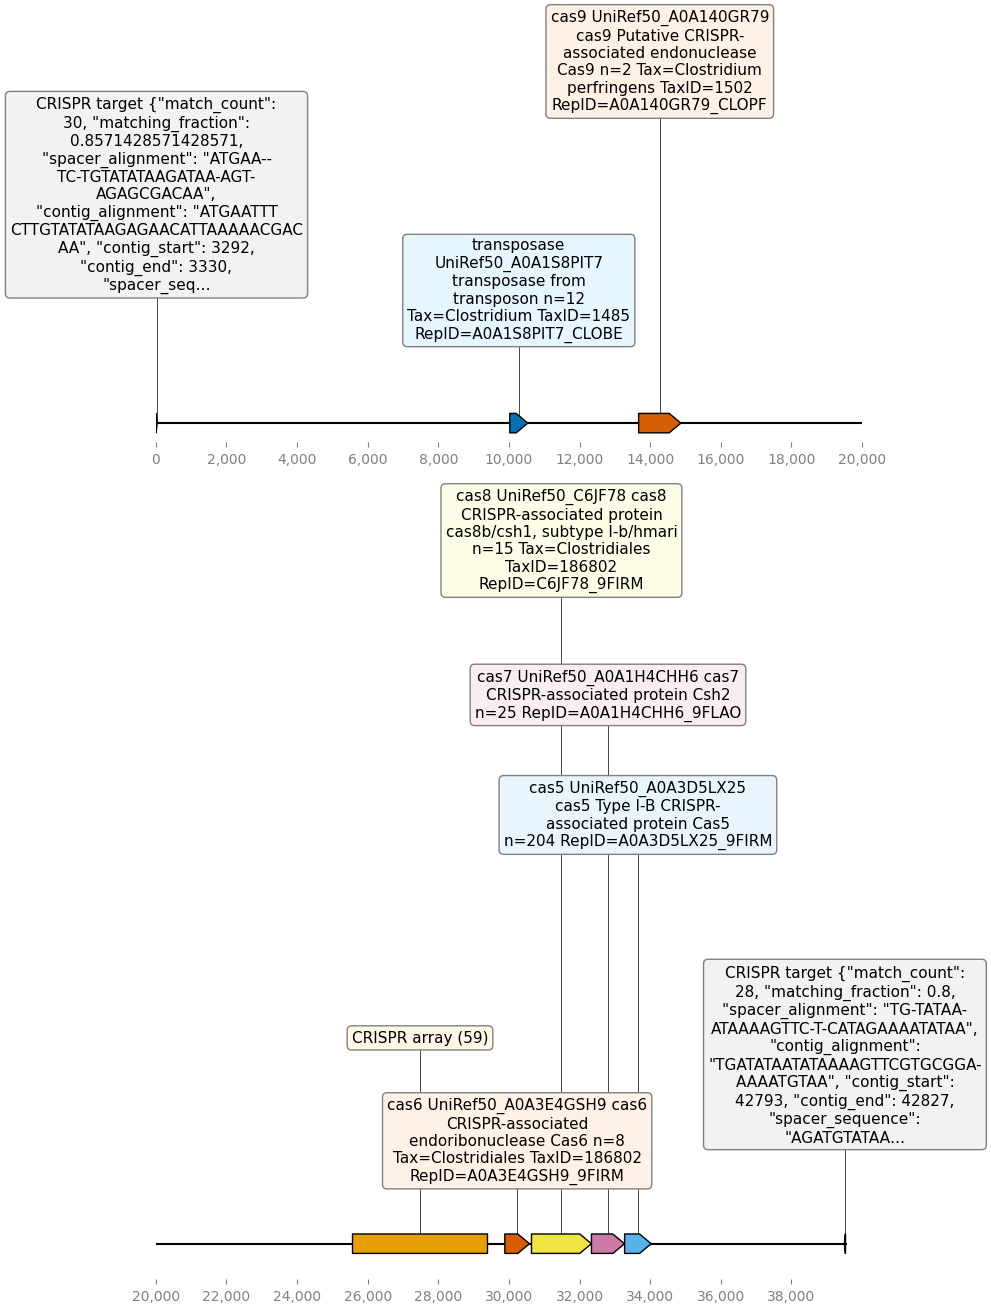 cas9 UniRef50_A0A140GR79
cas9 Putative CRISPR-
associated endonuclease
Cas9 n=2 Tax=Clostridium
perfringens TaxID=1502
RepID=A0A140GR79_CLOPF
CRISPR target {"match_count":
30, "matching_fraction":
0.8571428571428571,
"spacer_alignment": "ATGAA--
TC-TGTATATAAGATAA-AGT-
AGAGCGACAA",
"contig_alignment": "ATGAATTT
CTTGTATATAAGAGAACATTAAAAACGAC
AA", "contig_start": 3292,
"contig_end": 3330,
"spacer_seq...
transposase
UniRef50_A0A1S8PIT7
transposase from
transposon n=12
Tax=Clostridium TaxID=1485
RepID=A0A1S8PIT7_CLOBE
0 2,000 4,000 6,000 8,000 10,000 12,000 14,000 16,000 18,000 20,000
cas8 UniRef50_C6JF78 cas8
CRISPR-associated protein
cas8b/csh1, subtype I-b/hmari
n=15 Tax=Clostridiales
TaxID=186802
RepID=C6JF78_9FIRM
cas7 UniRef50_A0A1H4CHH6 cas7
CRISPR-associated protein Csh2
n=25 RepID=A0A1H4CHH6_9FLAO
cas5 UniRef50_A0A3D5LX25
cas5 Type I-B CRISPR-
associated protein Cas5
n=204 RepID=A0A3D5LX25_9FIRM
CRISPR target {"match_count":
28, "matching_fraction": 0.8,
"spacer_alignment": "TG-TATAA-
ATAAAAGTTC-T-CATAGAAAATATAA",
"contig_alignment":
"TGATATAATATAAAAGTTCGTGCGGA-
AAAATGTAA", "contig_start":
42793, "contig_end": 42827,
"spacer_sequence":
"AGATGTATAA...
CRISPR array (59)
cas6 UniRef50_A0A3E4GSH9 cas6
CRISPR-associated
endoribonuclease Cas6 n=8
Tax=Clostridiales TaxID=186802
RepID=A0A3E4GSH9_9FIRM
20,000 22,000 24,000 26,000 28,000 30,000 32,000 34,000 36,000 38,000